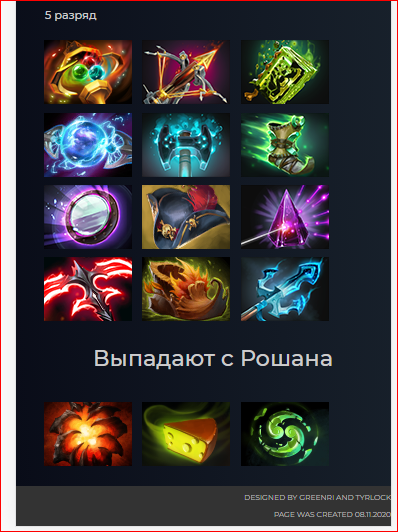 5 разряд
Выпадают с Рошана
DESIGNED BY GREENRI AND TYRLOCK
PAGE WAS CREATED 08.11.2020